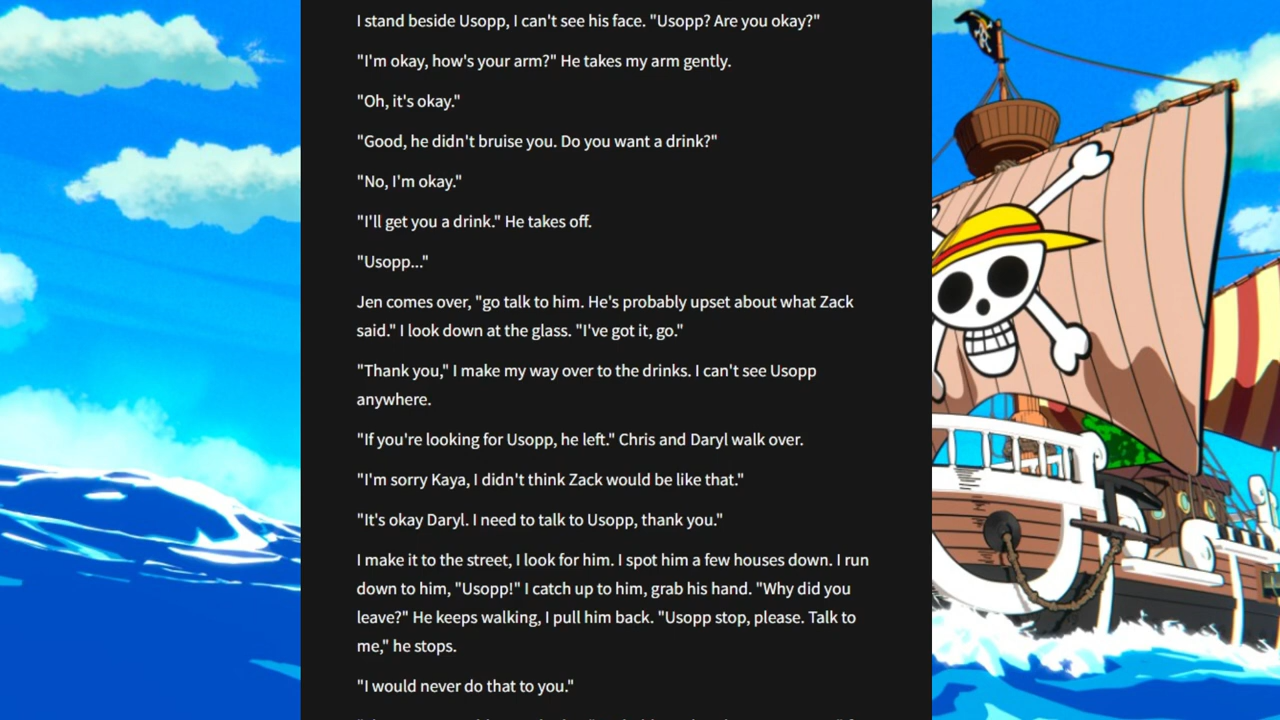 I stand beside Usopp, I can't see his face. "Usopp? Are you okay?"
"I'm okay, how's your arm?" He takes my arm gently.
"Oh, it's okay."
"Good, he didn't bruise you. Do you want a drink?"
"No, I'm okay."
"I'll get you a drink." He takes off.
"Usopp..."
Jen comes over, "go talk to him. He's probably upset about what Zack
said." I look down at the glass. "I've got it, go."
"Thank you," I make my way over to the drinks. I can't see Usopp
anywhere.
"If you're looking for Usopp, he left." Chris and Daryl walk over.
"I'm sorry Kaya, I didn't think Zack would be like that."
"It's okay Daryl. I need to talk to Usopp, thank you."
I make it to the street, I look for him. I spot him a few houses down. I run
down to him, "Usopp!" I catch up to him, grab his hand. "Why did you
leave?" He keeps walking, I pull him back. "Usopp stop, please. Talk to
me," he stops.
"I would never do that to you."